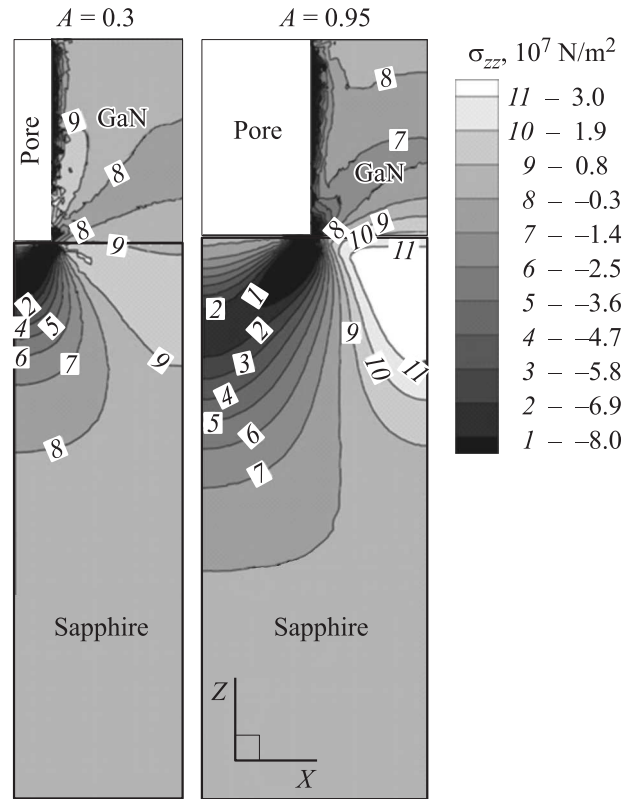 A = 0.3
A = 0.95
σzz, 10⁷ N/m²
11 – 3.0
10 – 1.9
9 – 0.8
8 – –0.3
7 – –1.4
6 – –2.5
5 – –3.6
4 – –4.7
3 – –5.8
2 – –6.9
1 – –8.0
Pore
GaN
9
8
8
9
2
4
5
6
7
9
8
Sapphire
Pore
8
7
GaN
8
9
10
11
1
2
2
3
4
5
6
7
9
10
11
Sapphire
Z
X